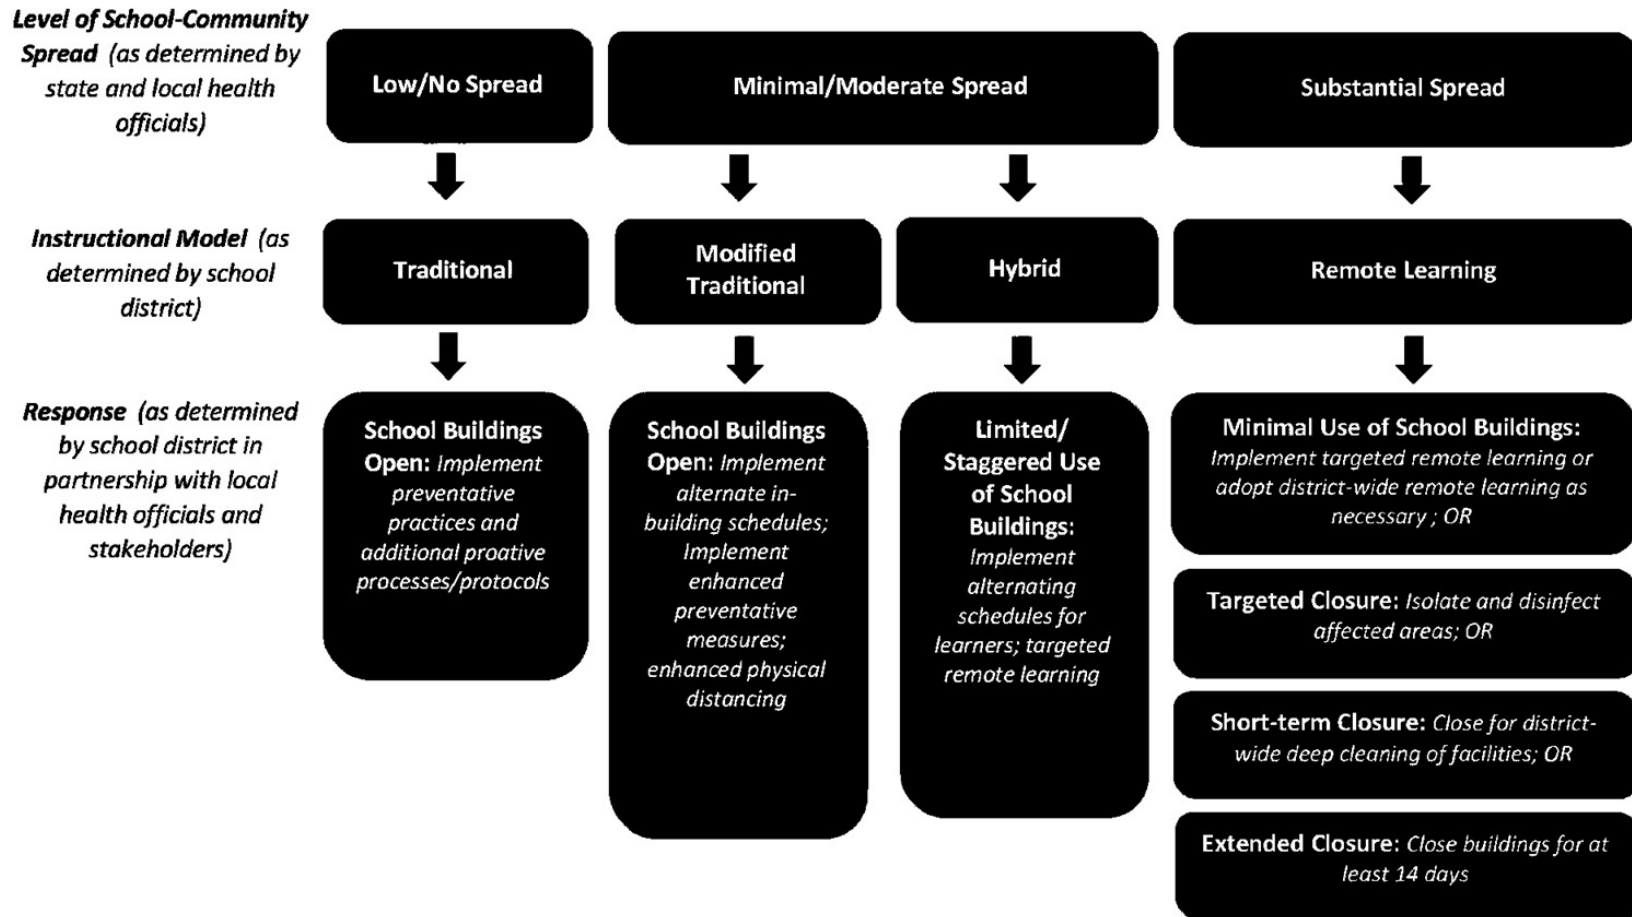 Level of School-Community
Spread (as determined by
state and local health
officials)
Low/No Spread
Minimal/Moderate Spread
Substantial Spread
Instructional Model (as
determined by school
district)
Traditional
Modified
Traditional
Hybrid
Remote Learning
Response (as determined
by school district in
partnership with local
health officials and
stakeholders)
School Buildings
Open: Implement
preventative
practices and
additional proative
processes/protocols
School Buildings
Open: Implement
alternate in-
building schedules;
Implement
enhanced
preventative
measures;
enhanced physical
distancing
Limited/
Staggered Use
of School
Buildings:
Implement
alternating
schedules for
learners; targeted
remote learning
Minimal Use of School Buildings:
Implement targeted remote learning or
adopt district-wide remote learning as
necessary ; OR
Targeted Closure: Isolate and disinfect
affected areas; OR
Short-term Closure: Close for district-
wide deep cleaning of facilities; OR
Extended Closure: Close buildings for at
least 14 days